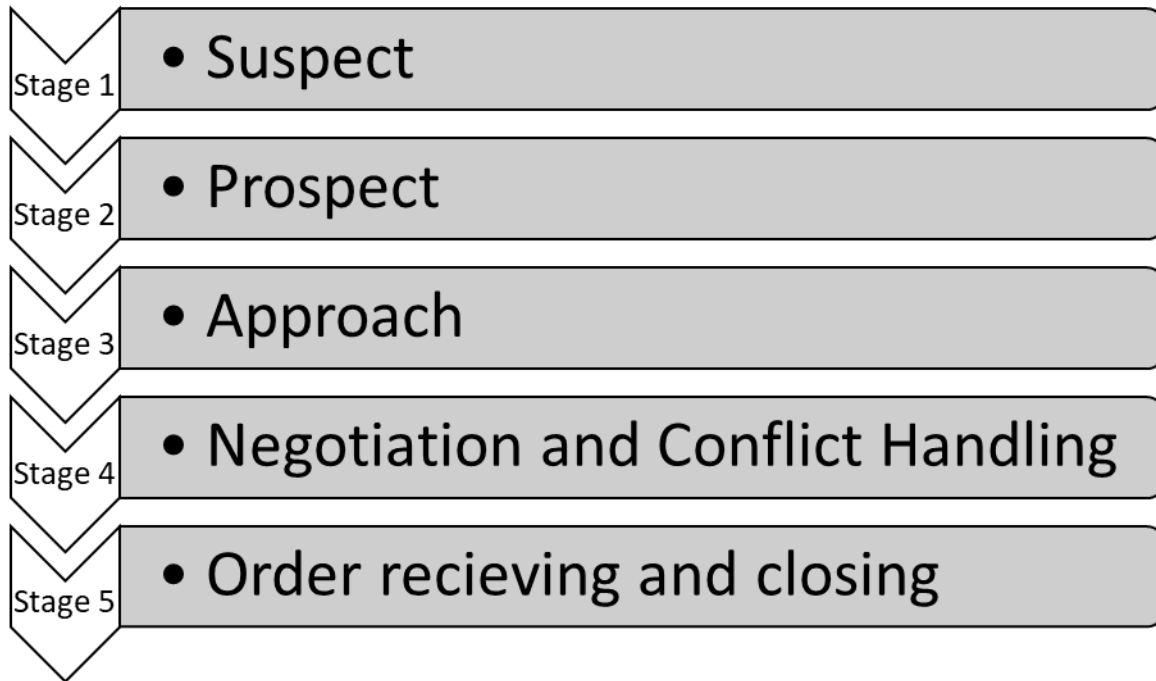 Stage 1
• Suspect
Stage 2
• Prospect
Stage 3
• Approach
Stage 4
• Negotiation and Conflict Handling
Stage 5
• Order recieving and closing